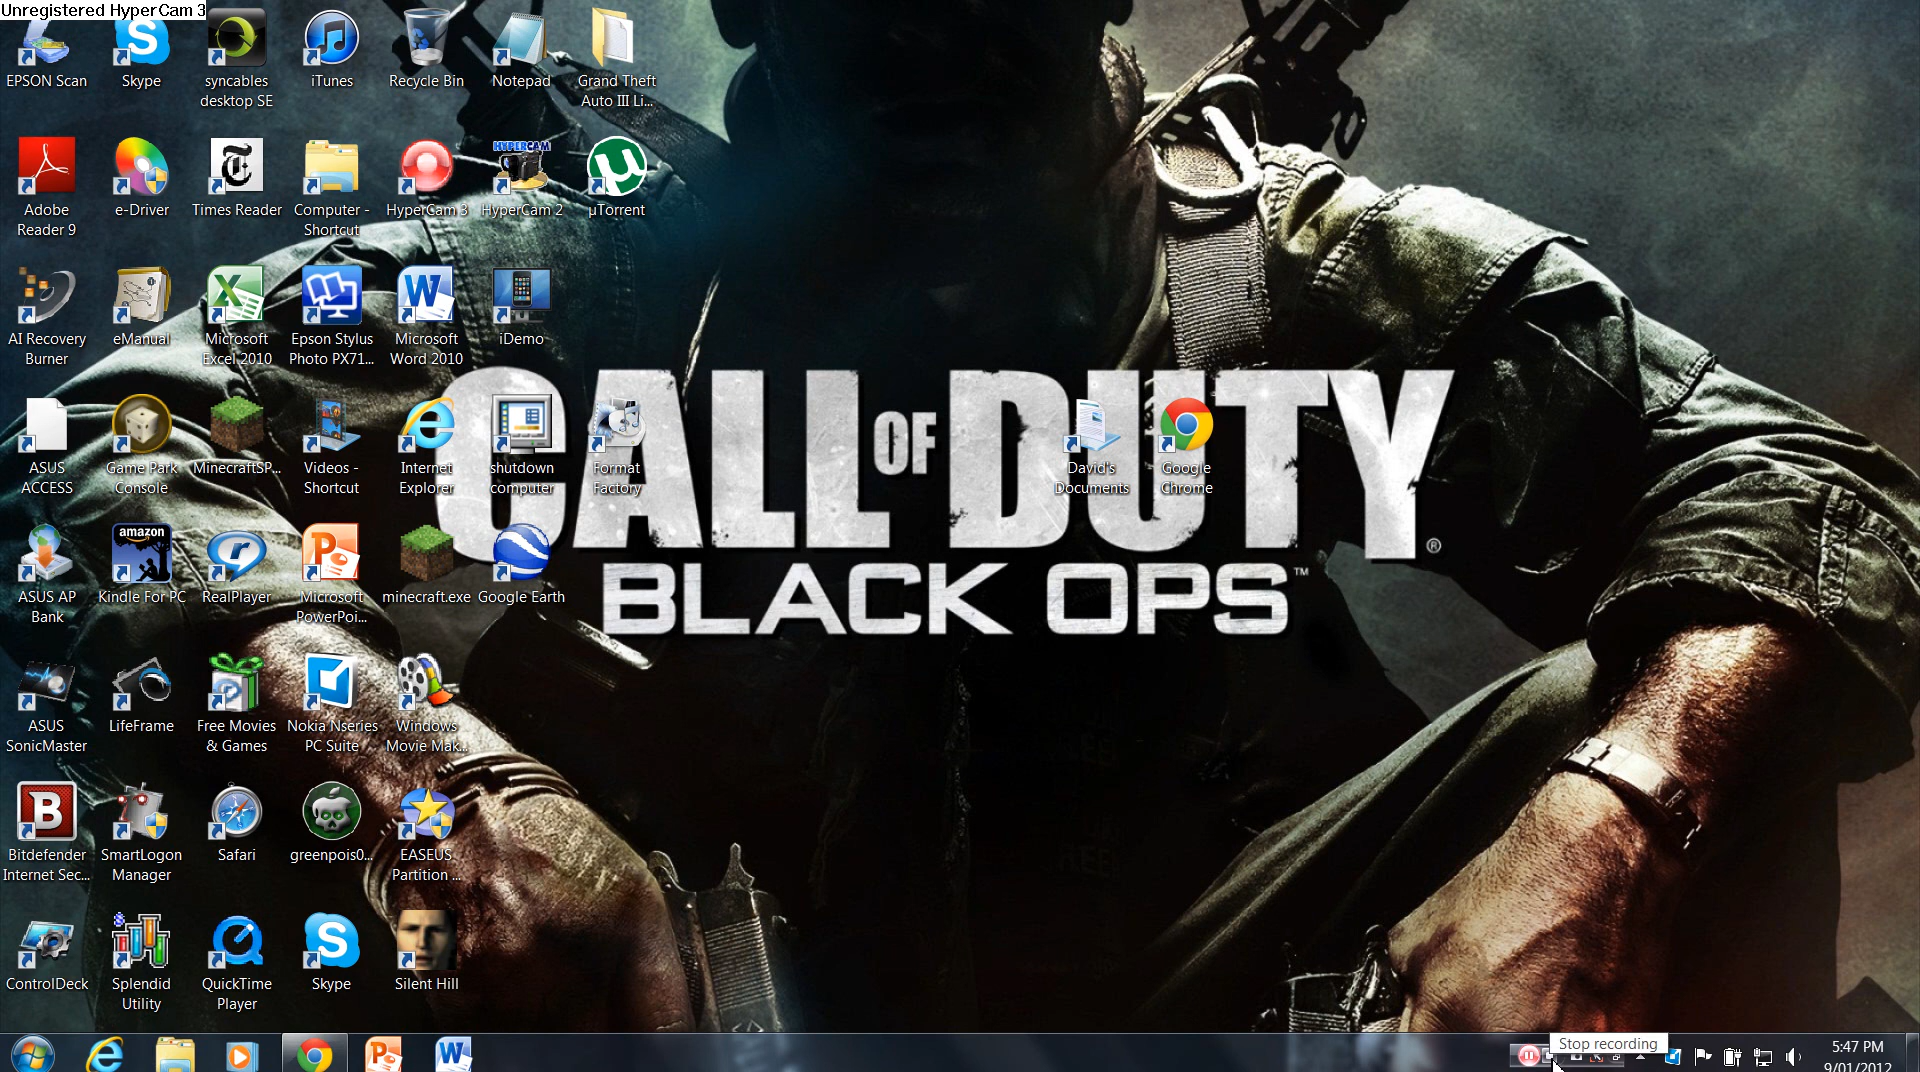 Unregistered HyperCam 3
EPSON Scan
Skype
syncables
desktop SE
iTunes
Recycle Bin
Notepad
Grand Theft
Auto III Li...
Adobe
Reader 9
e-Driver
Times Reader
Computer -
Shortcut
HyperCam 3
HYPERCAM
HyperCam 2
µTorrent
AI Recovery
Burner
eManual
Microsoft
Excel 2010
Epson Stylus
Photo PX71...
Microsoft
Word 2010
iDemo
CALL OF DUTY®
BLACK OPS™
ASUS
ACCESS
Game Park
Console
MinecraftSP...
Videos -
Shortcut
Internet
Explorer
shutdown
computer
Format
Factory
David's
Documents
Google
Chrome
ASUS AP
Bank
amazon
Kindle For PC
RealPlayer
Microsoft
PowerPoi...
minecraft.exe
Google Earth
ASUS
SonicMaster
LifeFrame
Free Movies
& Games
Nokia Nseries
PC Suite
Windows
Movie Mak...
Bitdefender
Internet Sec...
SmartLogon
Manager
Safari
greenpois0...
EASEUS
Partition ...
ControlDeck
Splendid
Utility
QuickTime
Player
Skype
Silent Hill
Stop recording
5:47 PM
9/01/2012